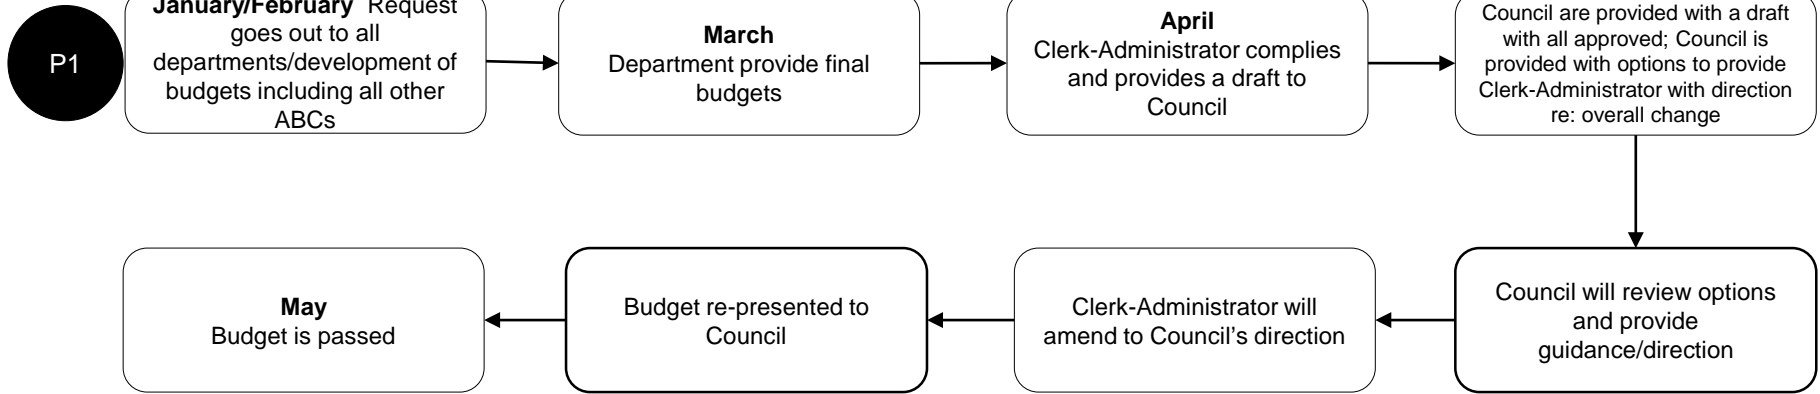 P1
January/February Request
goes out to all
departments/development of
budgets including all other
ABCs
March
Department provide final
budgets
April
Clerk-Administrator complies
and provides a draft to
Council
Council are provided with a draft
with all approved; Council is
provided with options to provide
Clerk-Administrator with direction
re: overall change
Council will review options
and provide
guidance/direction
Clerk-Administrator will
amend to Council's direction
Budget re-presented to
Council
May
Budget is passed